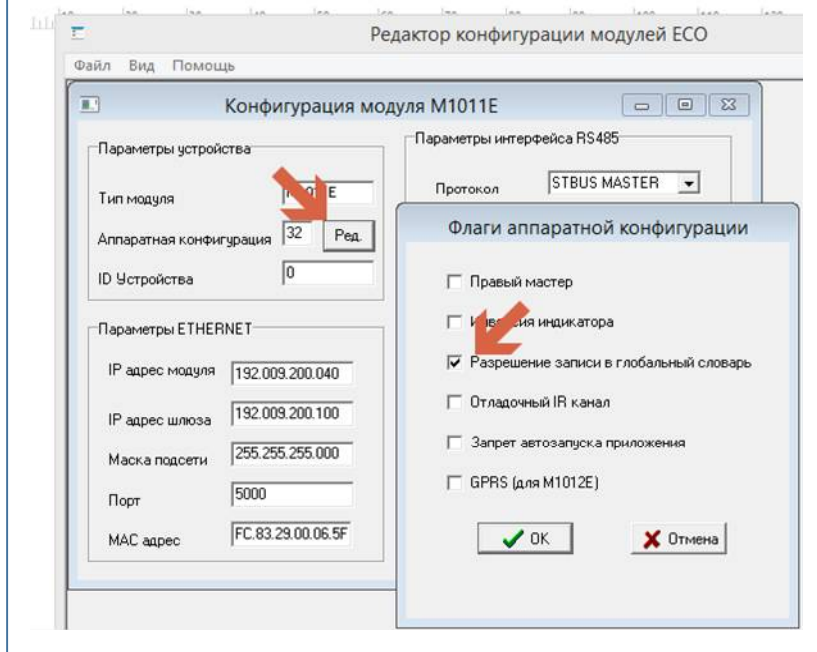 Редактор конфигурации модулей ECO
Файл Вид Помощь
Конфигурация модуля M1011E
Параметры устройства
Тип модуля
Аппаратная конфигурация 32 Ред.
ID Устройства 0
Параметры ETHERNET
IP адрес модуля 192.009.200.040
IP адрес шлюза 192.009.200.100
Маска подсети 255.255.255.000
Порт 5000
MAC адрес FC.83.29.00.06.5F
Параметры интерфейса RS485
Протокол STBUS MASTER
Флаги аппаратной конфигурации
Правый мастер
индикатора
Разрешение записи в глобальный словарь
Отладочный IR канал
Запрет автозапуска приложения
GPRS (для M1012E)
OK Отмена